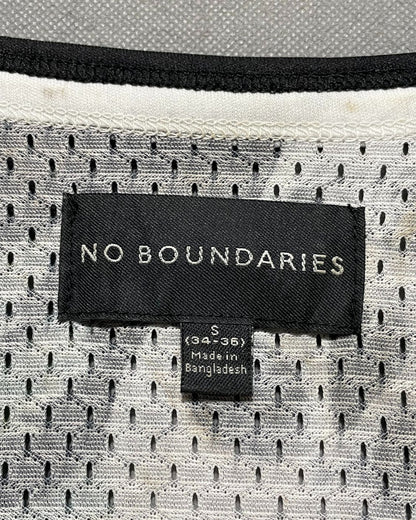 NO BOUNDARIES
S
(34-36)
Made in
Bangladesh